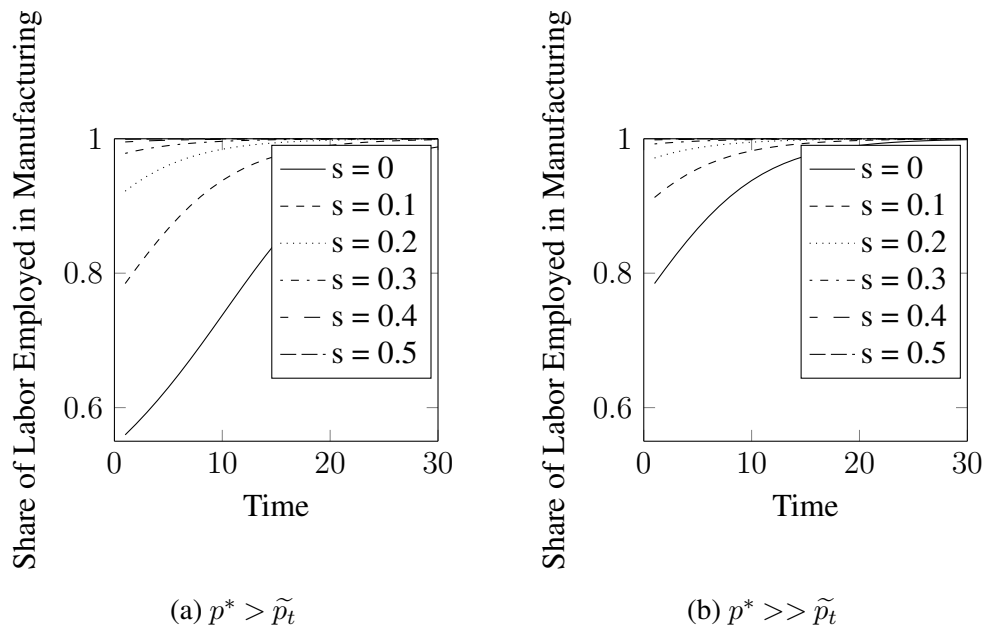 Share of Labor Employed in Manufacturing
1
0.8
0.6
0
10
20
30
Time
s = 0
s = 0.1
s = 0.2
s = 0.3
s = 0.4
s = 0.5
(a) p* > p̃_t
Share of Labor Employed in Manufacturing
1
0.8
0.6
0
10
20
30
Time
s = 0
s = 0.1
s = 0.2
s = 0.3
s = 0.4
s = 0.5
(b) p* >> p̃_t